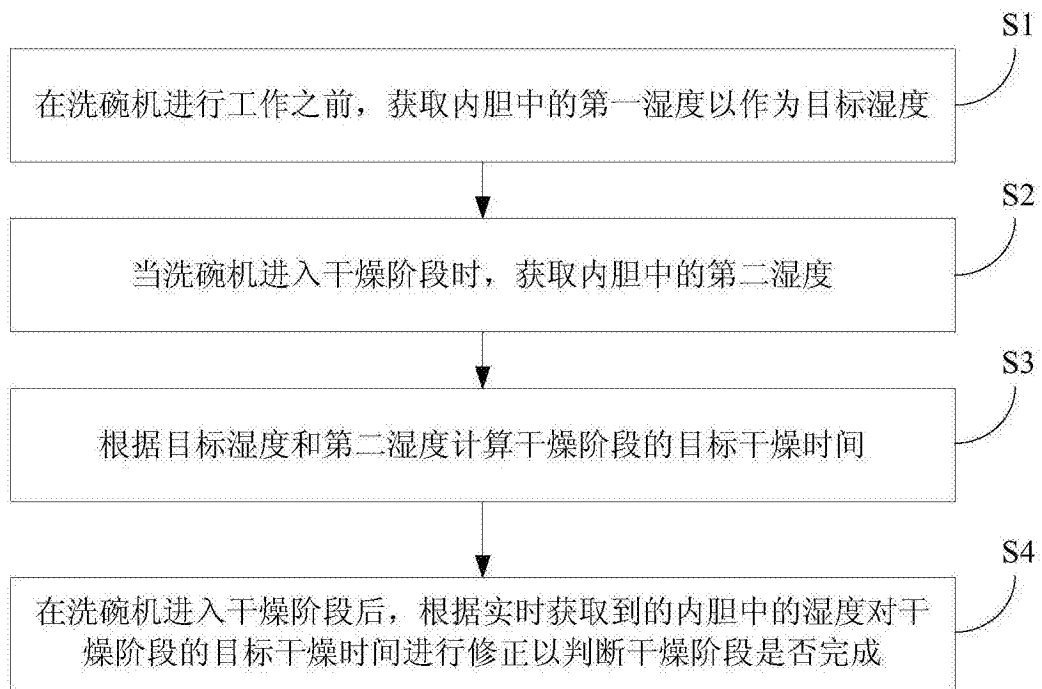 S1
在洗碗机进行工作之前，获取内胆中的第一湿度以作为目标湿度
S2
当洗碗机进入干燥阶段时，获取内胆中的第二湿度
S3
根据目标湿度和第二湿度计算干燥阶段的目标干燥时间
S4
在洗碗机进入干燥阶段后，根据实时获取到的内胆中的湿度对干
燥阶段的目标干燥时间进行修正以判断干燥阶段是否完成